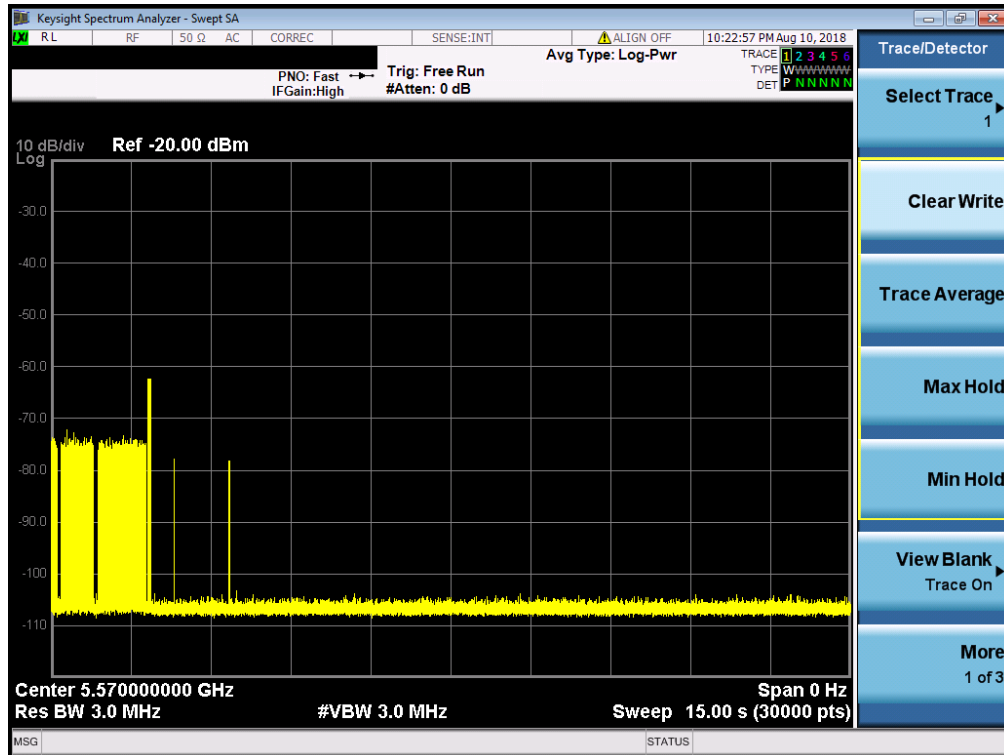 Keysight Spectrum Analyzer - Swept SA
LXI RL RF 50 Ω AC CORREC SENSE:INT ALIGN OFF 10:22:57 PM Aug 10, 2018
Avg Type: Log-Pwr
TRACE 1 2 3 4 5 6
PNO: Fast
Trig: Free Run
TYPE WWWWWW
IFGain:High
#Atten: 0 dB
DET P N N N N N
10 dB/div Ref -20.00 dBm
Log
-30.0
-40.0
-50.0
-60.0
-70.0
-80.0
-90.0
-100
-110
Center 5.570000000 GHz Span 0 Hz
Res BW 3.0 MHz #VBW 3.0 MHz Sweep 15.00 s (30000 pts)
MSG STATUS
Trace/Detector
Select Trace
1
Clear Write
Trace Average
Max Hold
Min Hold
View Blank
Trace On
More
1 of 3